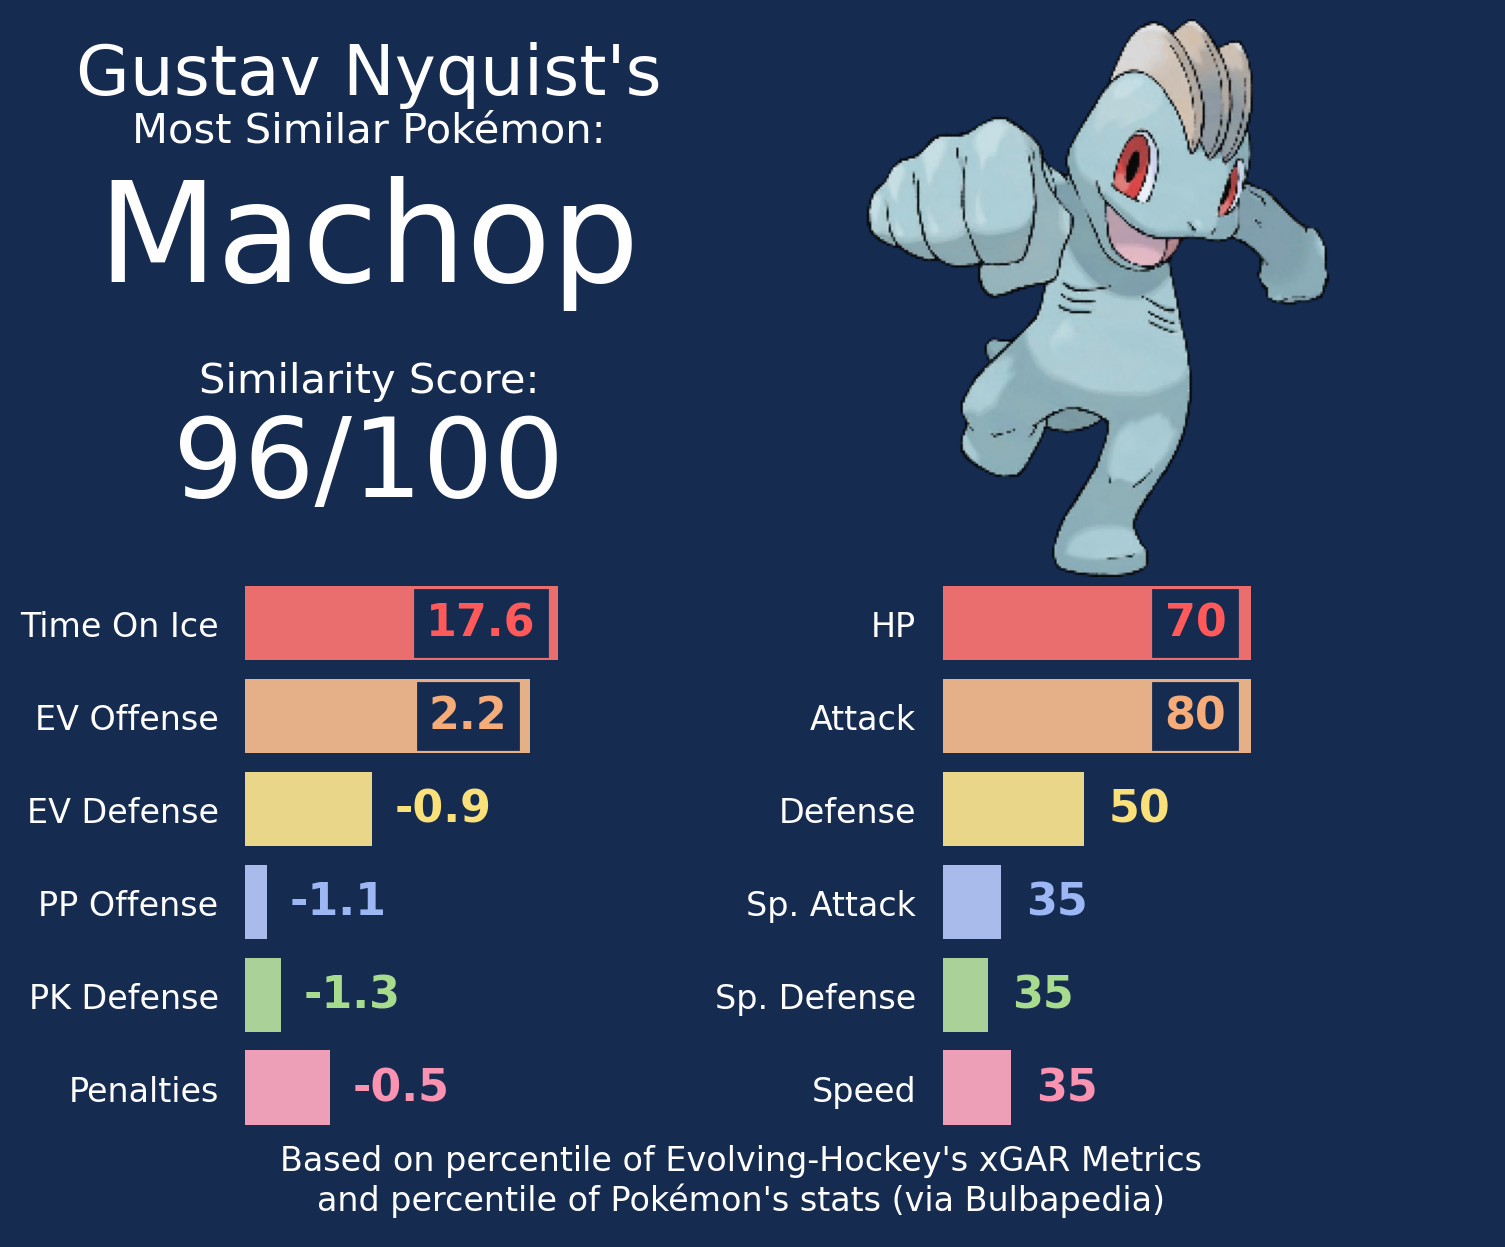 Gustav Nyquist's
Most Similar Pokémon:
Machop
Similarity Score:
96/100
Time On Ice 17.6
EV Offense 2.2
EV Defense -0.9
PP Offense -1.1
PK Defense -1.3
Penalties -0.5
HP 70
Attack 80
Defense 50
Sp. Attack 35
Sp. Defense 35
Speed 35
Based on percentile of Evolving-Hockey's xGAR Metrics
and percentile of Pokémon's stats (via Bulbapedia)